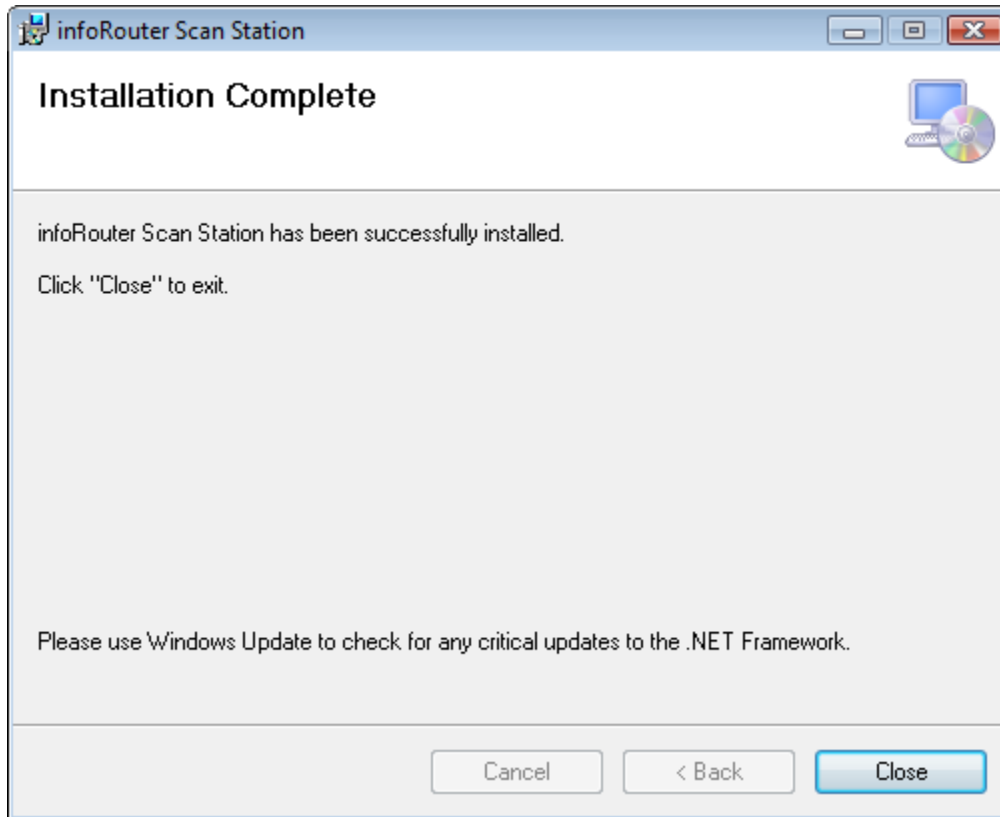 infoRouter Scan Station
Installation Complete
infoRouter Scan Station has been successfully installed.
Click "Close" to exit.
Please use Windows Update to check for any critical updates to the .NET Framework.
Cancel
< Back
Close